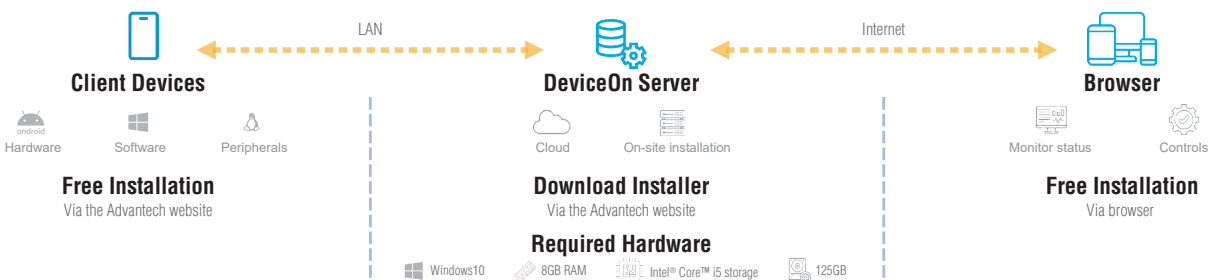 LAN
Internet
Client Devices
DeviceOn Server
Browser
android
Hardware
Software
Peripherals
Cloud
On-site installation
Monitor status
Controls
Free Installation
Via the Advantech website
Download Installer
Via the Advantech website
Free Installation
Via browser
Required Hardware
Windows10
8GB RAM
Intel® Core™ i5 storage
125GB